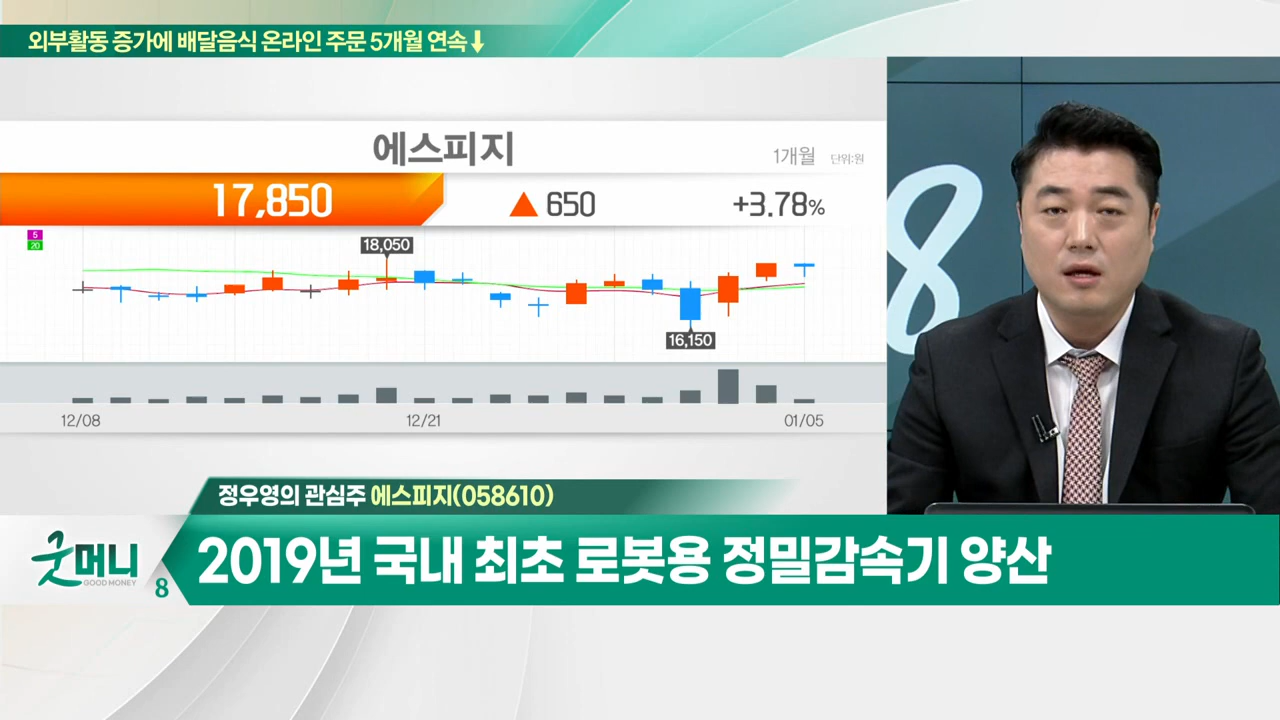 외부활동 증가에 배달음식 온라인 주문 5개월 연속⬇
에스피지
1개월 단위:원
17,850 ▲ 650 +3.78%
5
20
18,050
16,150
12/08 12/21 01/05
8
정우영의 관심주 에스피지(058610)
굿머니
GOOD MONEY
8
2019년 국내 최초 로봇용 정밀감속기 양산